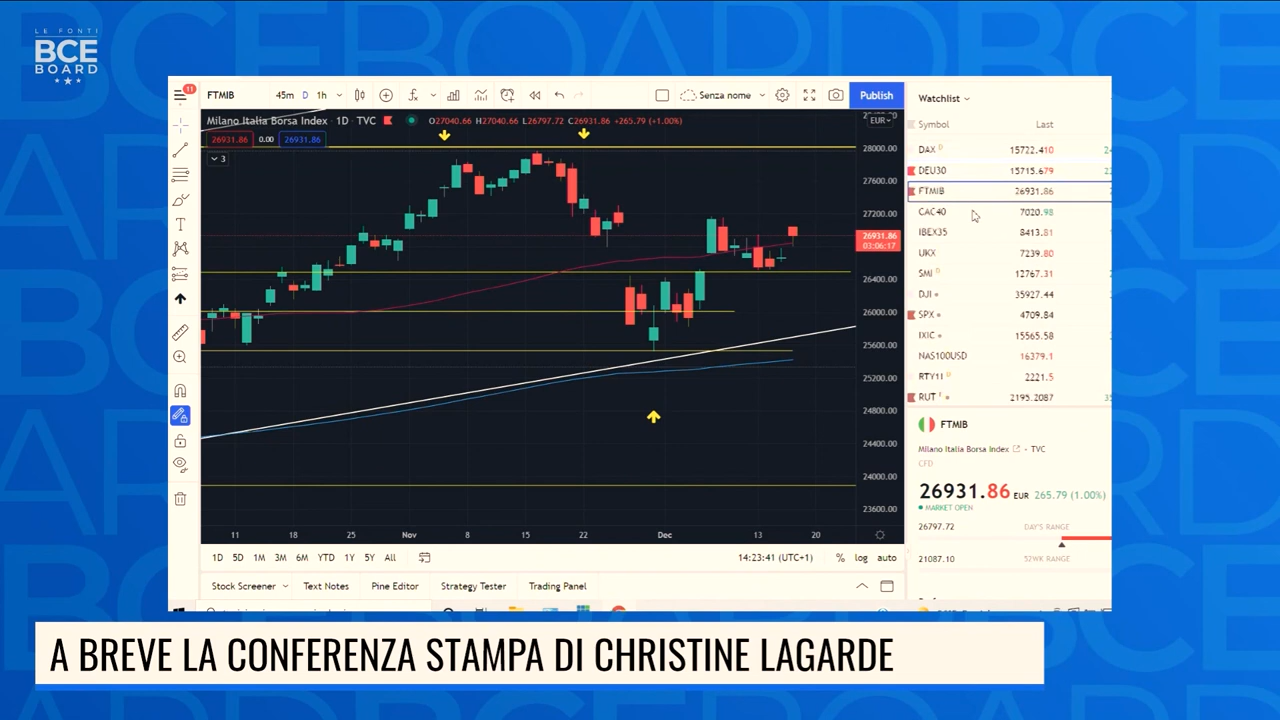 LE FONTI
BCE
BOARD
11
FTMIB
45m D 1h
Senza nome
Publish
Milano Italia Borsa Index · 1D · TVC
O27040.66 H27040.66 L26797.72 C26931.86 +265.79 (+1.00%)
EUR
26931.86 0.00 26931.86
3
28000.00
27600.00
27200.00
26931.86
03:06:17
26400.00
26000.00
25600.00
25200.00
24800.00
24400.00
24000.00
23600.00
11 18 25 Nov 8 15 22 Dec 13 20
1D 5D 1M 3M 6M YTD 1Y 5Y All
14:23:41 (UTC+1) % log auto
Stock Screener Text Notes Pine Editor Strategy Tester Trading Panel
Watchlist
Symbol Last
DAX D 15722.410
DEU30 15715.679
FTMIB 26931.86
CAC40 7020.98
IBEX35 8413.81
UKX 7239.80
SMI D 12767.31
DJI 35927.44
SPX 4709.84
IXIC 15565.58
NAS100USD 16379.1
RTY1! D 2221.5
RUT 2195.2087
FTMIB
Milano Italia Borsa Index · TVC
CFD
26931.86 EUR 265.79 (1.00%)
MARKET OPEN
26797.72 DAY'S RANGE
21087.10 52WK RANGE
A BREVE LA CONFERENZA STAMPA DI CHRISTINE LAGARDE